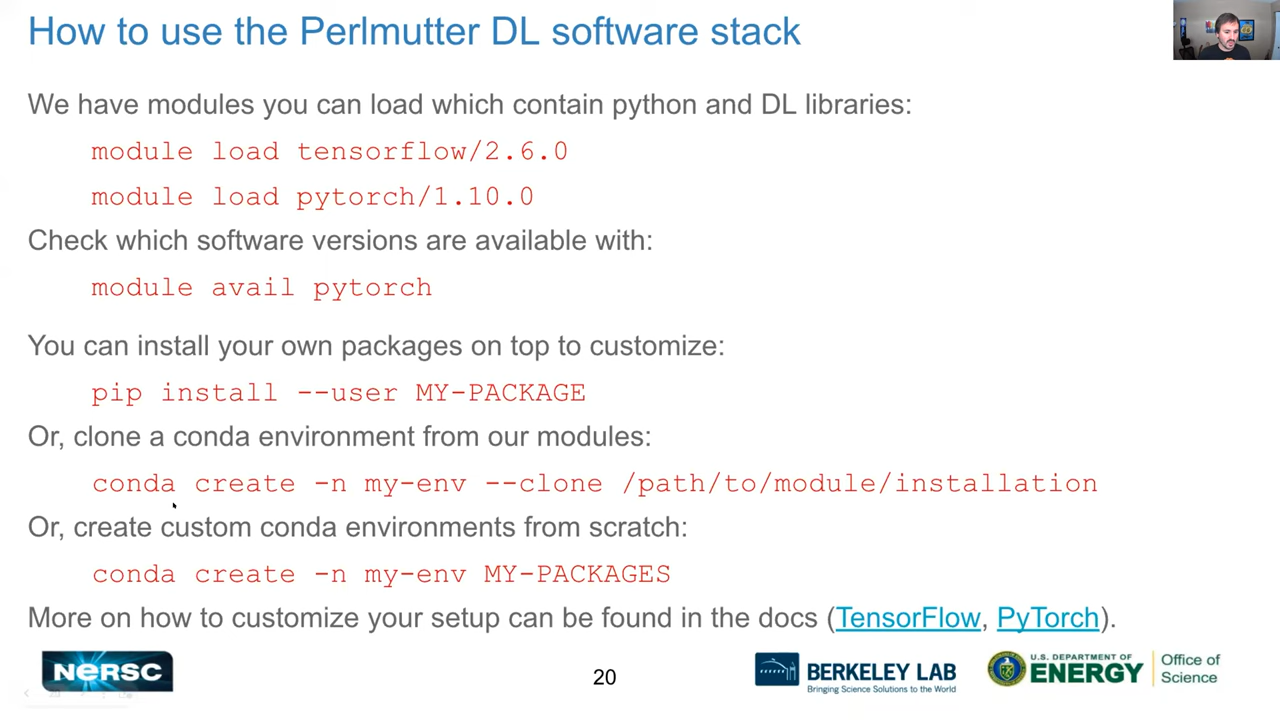 How to use the Perlmutter DL software stack
We have modules you can load which contain python and DL libraries:
module load tensorflow/2.6.0
module load pytorch/1.10.0
Check which software versions are available with:
module avail pytorch
You can install your own packages on top to customize:
pip install --user MY-PACKAGE
Or, clone a conda environment from our modules:
conda create -n my-env --clone /path/to/module/installation
Or, create custom conda environments from scratch:
conda create -n my-env MY-PACKAGES
More on how to customize your setup can be found in the docs (TensorFlow, PyTorch).
NERSC
20
BERKELEY LAB
Bringing Science Solutions to the World
U.S. DEPARTMENT OF
ENERGY
Office of
Science